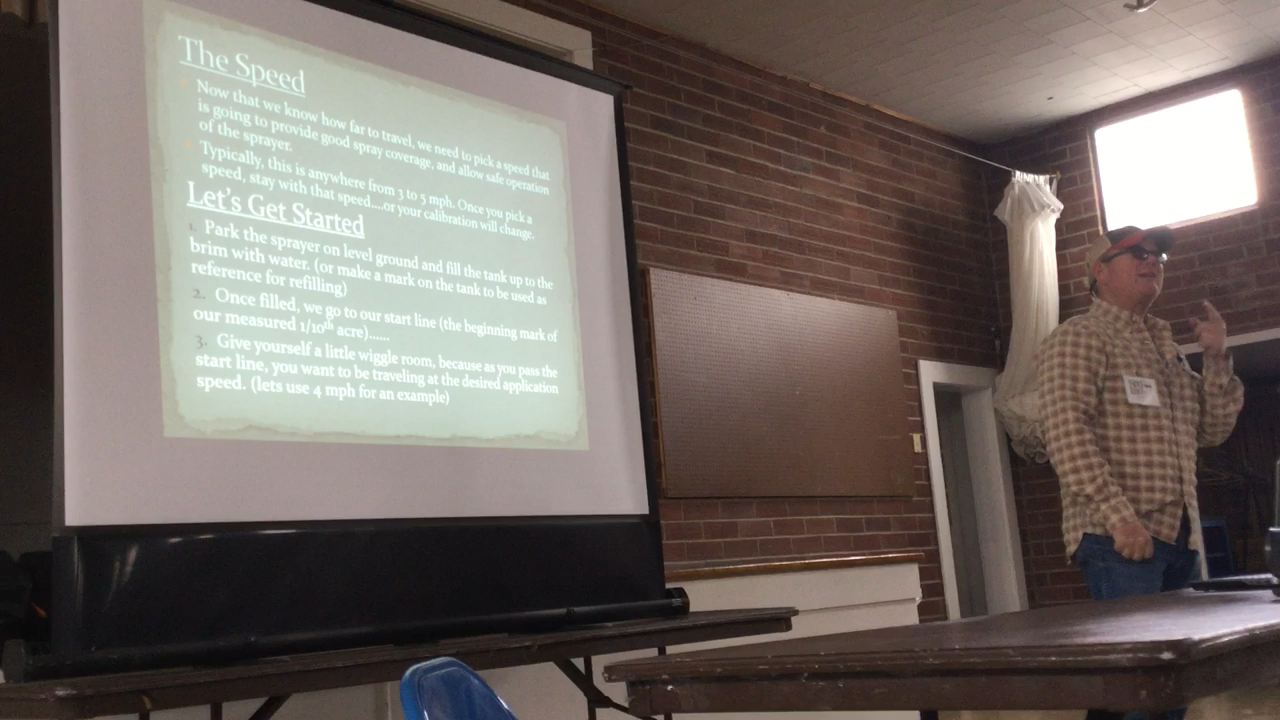 The Speed
Now that we know how far to travel, we need to pick a speed that
is going to provide good spray coverage, and allow safe operation
of the sprayer.
Typically, this is anywhere from 3 to 5 mph. Once you pick a
speed, stay with that speed....or your calibration will change.
Let's Get Started
1. Park the sprayer on level ground and fill the tank up to the
brim with water. (or make a mark on the tank to be used as
reference for refilling)
2. Once filled, we go to our start line (the beginning mark of
our measured 1/10th acre)......
3. Give yourself a little wiggle room, because as you pass the
start line, you want to be traveling at the desired application
speed. (lets use 4 mph for an example)